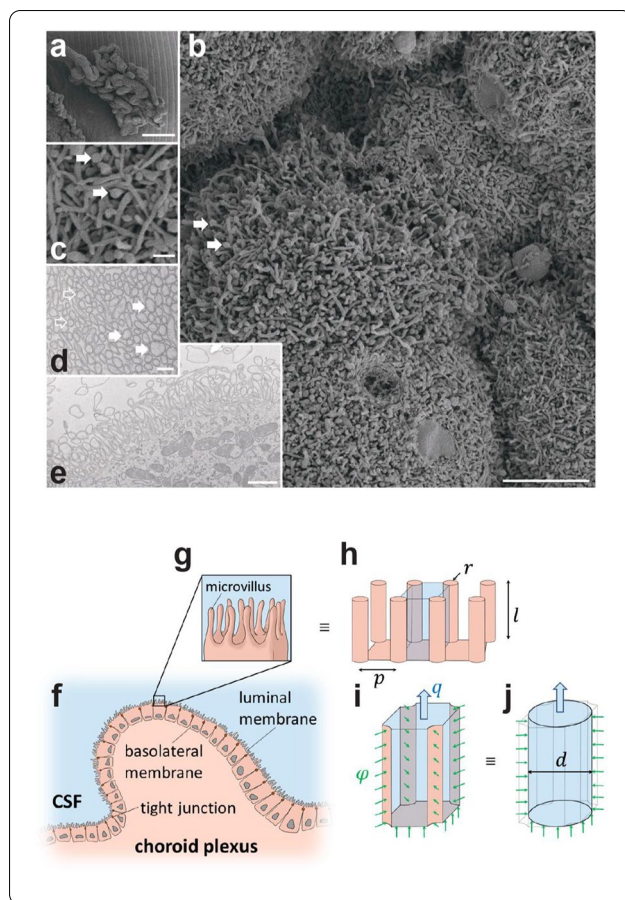 a
b
c
d
e
g
h
microvillus
r
≡
l
p
f
luminal
membrane
basolateral
membrane
CSF
tight junction
choroid plexus
i
q
j
φ
≡
d